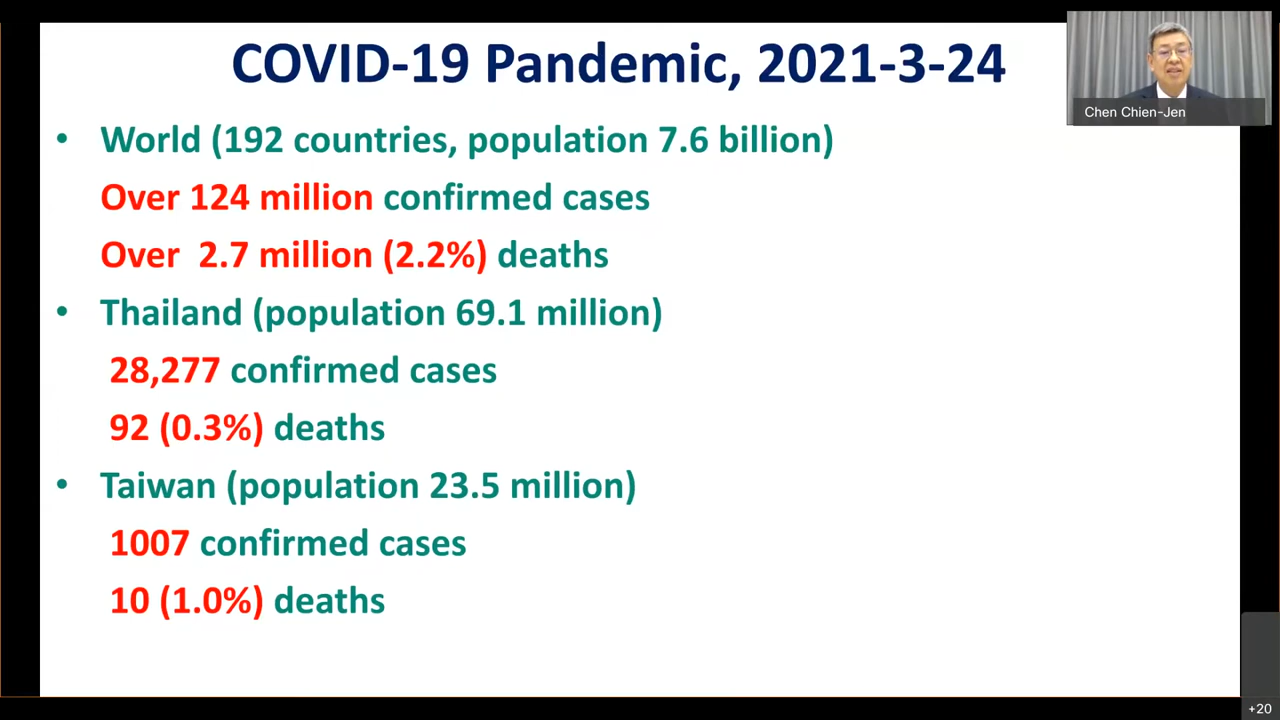 COVID-19 Pandemic, 2021-3-24
Chen Chien-Jen
• World (192 countries, population 7.6 billion)
Over 124 million confirmed cases
Over 2.7 million (2.2%) deaths
• Thailand (population 69.1 million)
28,277 confirmed cases
92 (0.3%) deaths
• Taiwan (population 23.5 million)
1007 confirmed cases
10 (1.0%) deaths
+20